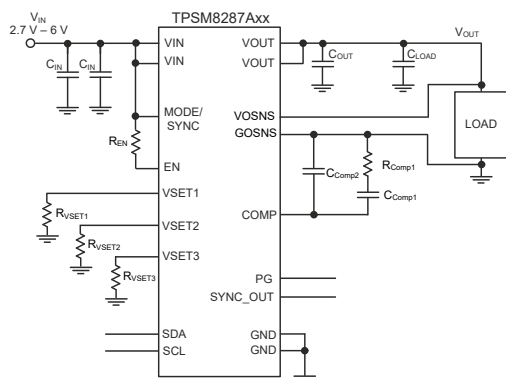 TPSM8287Axx
VIN
2.7 V – 6 V
CIN
CIN
VIN
VIN
MODE/
SYNC
REN
EN
VSET1
RVSET1
VSET2
RVSET2
VSET3
RVSET3
SDA
SCL
VOUT
VOUT
COUT
CLOAD
VOUT
VOSNS
GOSNS
LOAD
RComp1
CComp2
CComp1
COMP
PG
SYNC_OUT
GND
GND